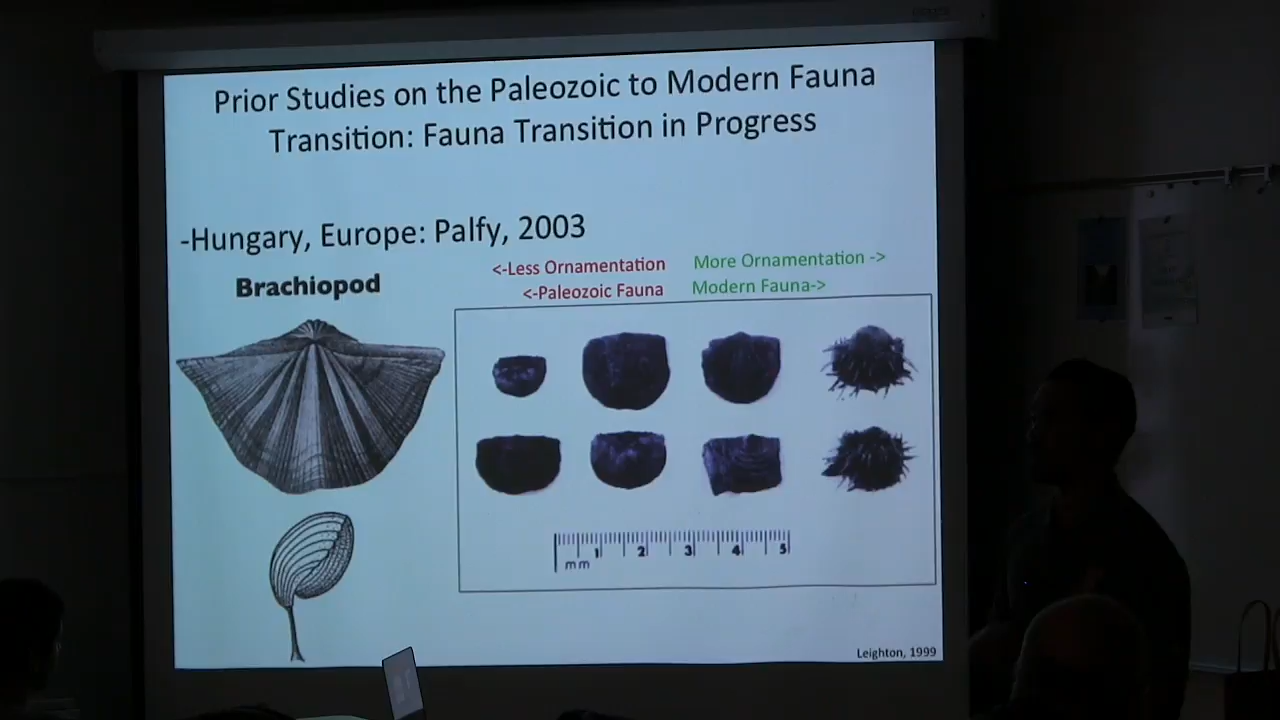 Prior Studies on the Paleozoic to Modern Fauna
Transition: Fauna Transition in Progress
-Hungary, Europe: Palfy, 2003
Brachiopod
<-Less Ornamentation More Ornamentation ->
<-Paleozoic Fauna Modern Fauna->
1 2 3 4 5
mm
Leighton, 1999